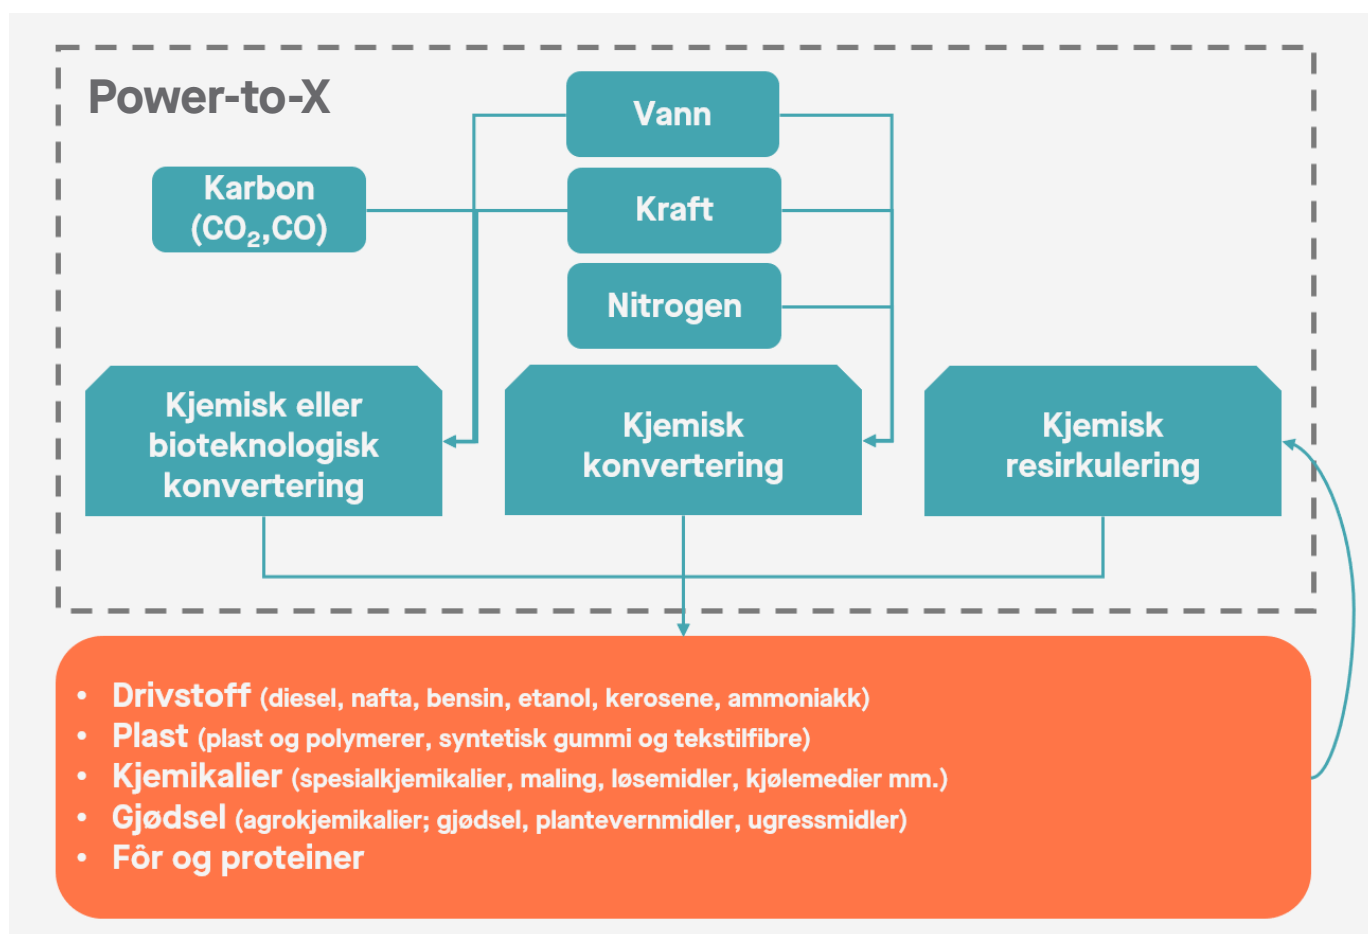 Power-to-X
Vann
Karbon
(CO₂,CO)
Kraft
Nitrogen
Kjemisk eller
bioteknologisk
konvertering
Kjemisk
konvertering
Kjemisk
resirkulering
• Drivstoff (diesel, nafta, bensin, etanol, kerosene, ammoniakk)
• Plast (plast og polymerer, syntetisk gummi og tekstilfibre)
• Kjemikalier (spesialkjemikalier, maling, løsemidler, kjølemedier mm.)
• Gjødsel (agrokjemikalier; gjødsel, plantevernmidler, ugressmidler)
• Fôr og proteiner